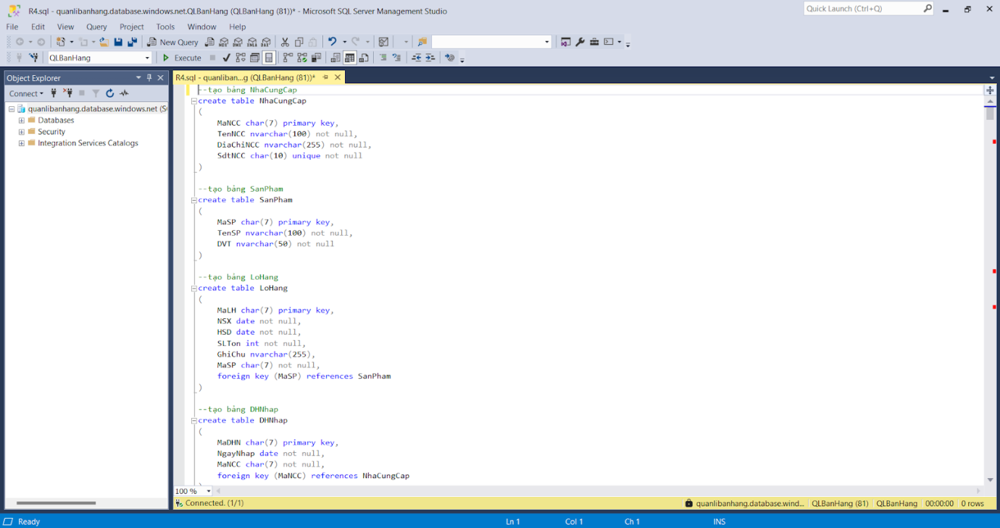 R4.sql - quanlibanhang.database.windows.net.QLBanHang (QLBanHang (81))* - Microsoft SQL Server Management Studio
Quick Launch (Ctrl+Q)
File Edit View Query Project Tools Window Help
New Query
QLBanHang
Execute
Object Explorer
Connect
quanlibanhang.database.windows.net (S
Databases
Security
Integration Services Catalogs
R4.sql - quanliban...g (QLBanHang (81))*
--tạo bảng NhaCungCap
create table NhaCungCap
(
MaNCC char(7) primary key,
TenNCC nvarchar(100) not null,
DiaChiNCC nvarchar(255) not null,
SdtNCC char(10) unique not null
)
--tạo bảng SanPham
create table SanPham
(
MaSP char(7) primary key,
TenSP nvarchar(100) not null,
DVT nvarchar(50) not null
)
--tạo bảng LoHang
create table LoHang
(
MaLH char(7) primary key,
NSX date not null,
HSD date not null,
SLTon int not null,
GhiChu nvarchar(255),
MaSP char(7) not null,
foreign key (MaSP) references SanPham
)
--tạo bảng DHNhap
create table DHNhap
(
MaDHN char(7) primary key,
NgayNhap date not null,
MaNCC char(7) not null,
foreign key (MaNCC) references NhaCungCap
100 %
Connected. (1/1)
quanlibanhang.database.wind... QLBanHang (81) QLBanHang 00:00:00 0 rows
Ready Ln 1 Col 1 Ch 1 INS